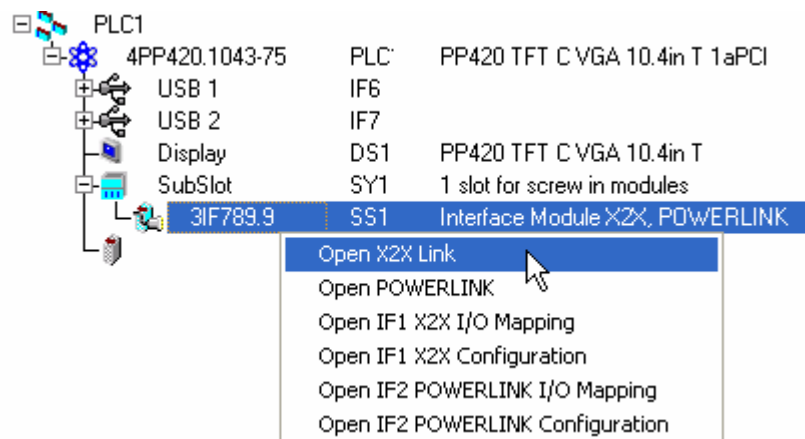 PLC1
4PP420.1043-75 PLC1 PP420 TFT C VGA 10.4in T 1aPCI
USB 1 IF6
USB 2 IF7
Display DS1 PP420 TFT C VGA 10.4in T
SubSlot SY1 1 slot for screw in modules
3IF789.9 SS1 Interface Module X2X, POWERLINK
Open X2X Link
Open POWERLINK
Open IF1 X2X I/O Mapping
Open IF1 X2X Configuration
Open IF2 POWERLINK I/O Mapping
Open IF2 POWERLINK Configuration